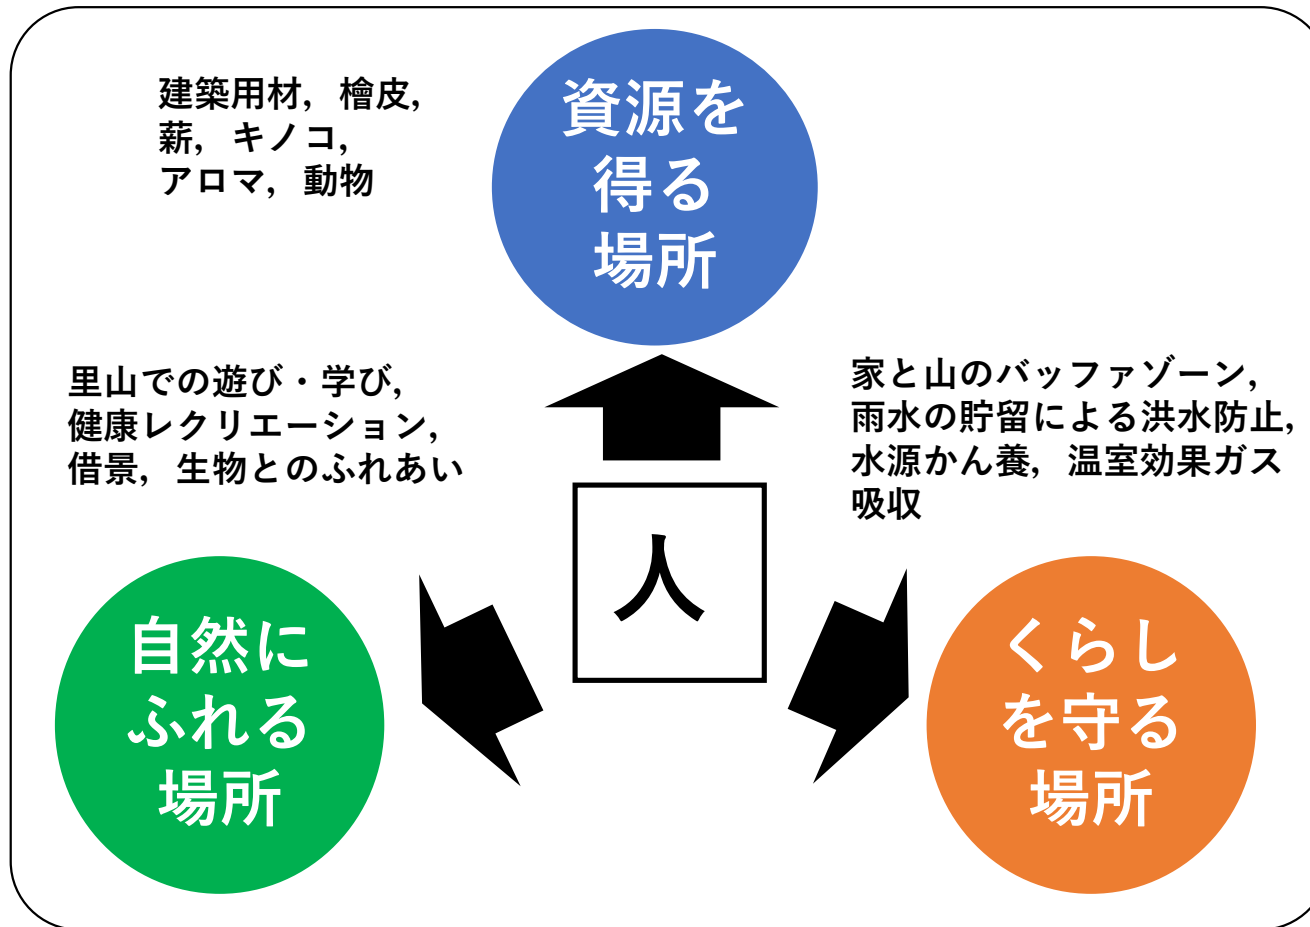 建築用材, 檜皮,
薪, キノコ,
アロマ, 動物
資源を
得る
場所
里山での遊び・学び,
健康レクリエーション,
借景, 生物とのふれあい
家と山のバッファゾーン,
雨水の貯留による洪水防止,
水源かん養, 温室効果ガス
吸収
人
自然に
ふれる
場所
くらし
を守る
場所